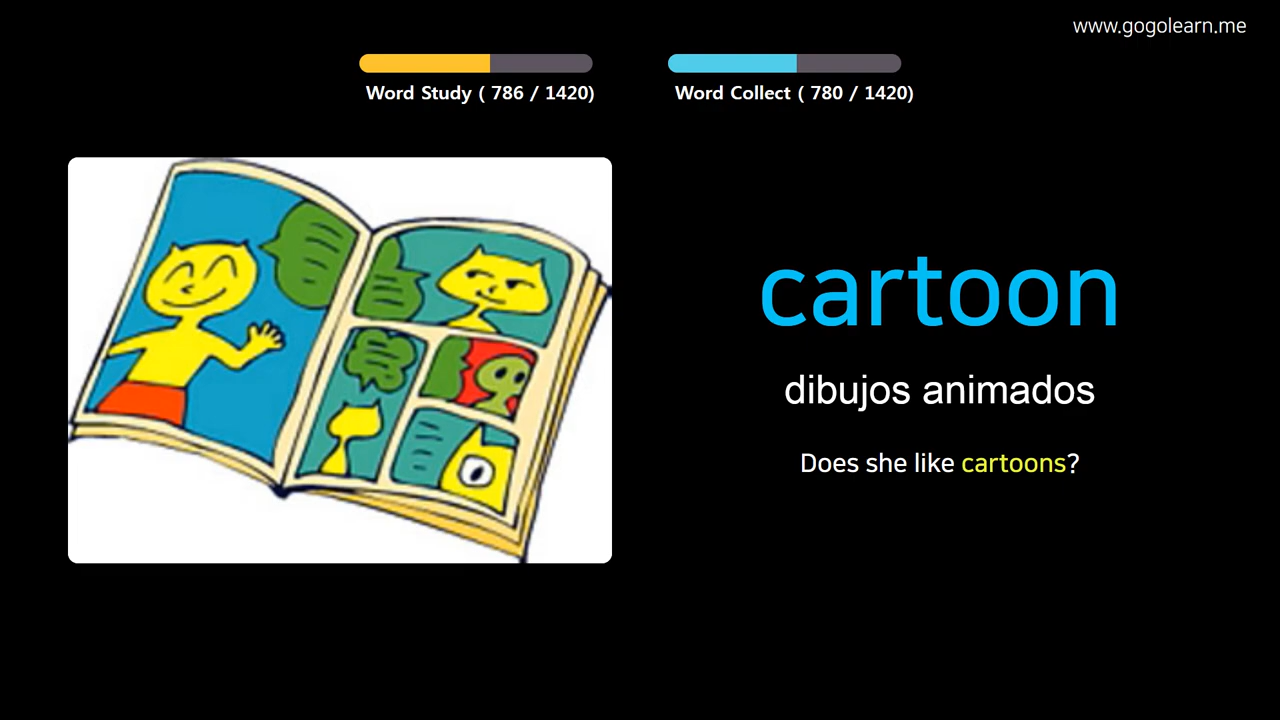 www.gogolearn.me
Word Study ( 786 / 1420)
Word Collect ( 780 / 1420)
cartoon
dibujos animados
Does she like cartoons?